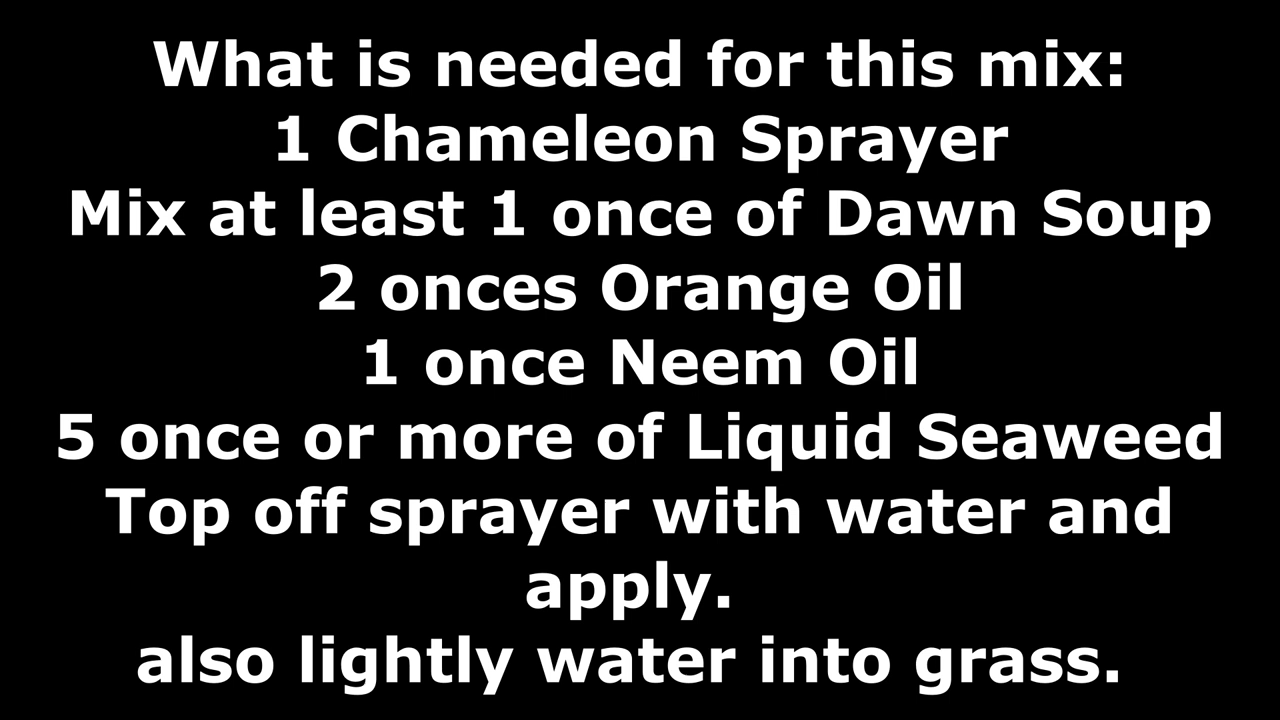 What is needed for this mix:
1 Chameleon Sprayer
Mix at least 1 once of Dawn Soup
2 onces Orange Oil
1 once Neem Oil
5 once or more of Liquid Seaweed
Top off sprayer with water and
apply.
also lightly water into grass.